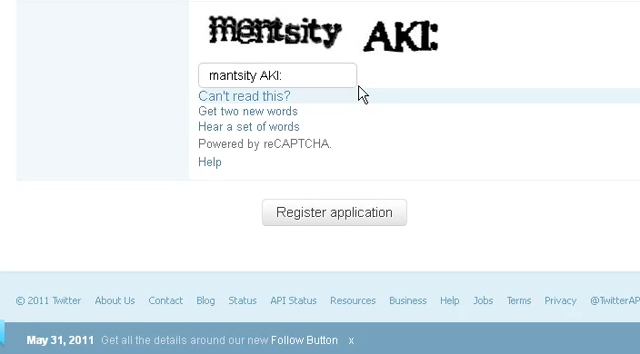 mentsity AKI:
mantsity AKI:
Can't read this?
Get two new words
Hear a set of words
Powered by reCAPTCHA.
Help
Register application
© 2011 Twitter About Us Contact Blog Status API Status Resources Business Help Jobs Terms Privacy @TwitterAP
May 31, 2011 Get all the details around our new Follow Button x